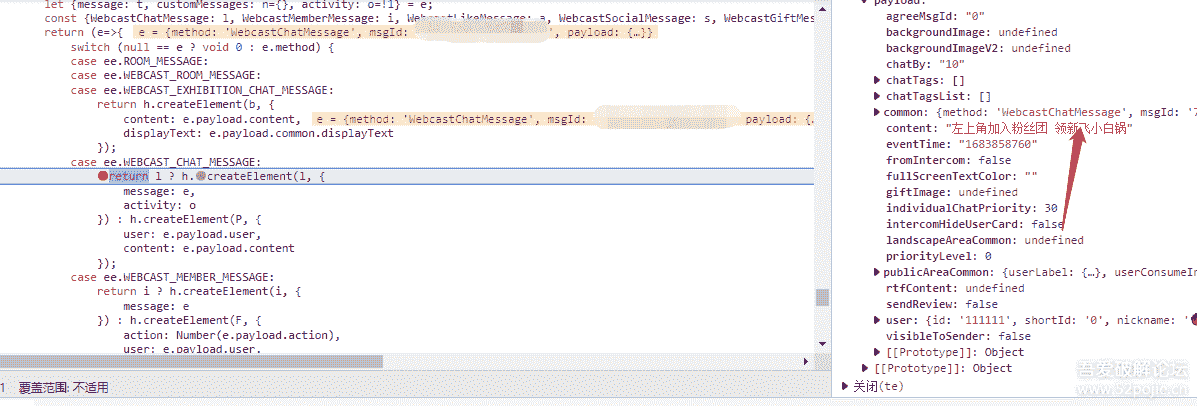 let {message: t, customMessages: n={}, activity: o=!1} = e;
const {WebcastChatMessage: l, WebcastMemberMessage: i, WebcastLikeMessage: a, WebcastSocialMessage: s, WebcastGiftMes
return (e=>{ e = {method: 'WebcastChatMessage', msgId: ', payload: {…}}
switch (null == e ? void 0 : e.method) {
case ee.ROOM_MESSAGE:
case ee.WEBCAST_ROOM_MESSAGE:
case ee.WEBCAST_EXHIBITION_CHAT_MESSAGE:
return h.createElement(b, {
content: e.payload.content, e = {method: 'WebcastChatMessage', msgId: payload: {
displayText: e.payload.common.displayText
});
case ee.WEBCAST_CHAT_MESSAGE:
return l ? h.createElement(l, {
message: e,
activity: o
}) : h.createElement(P, {
user: e.payload.user,
content: e.payload.content
});
case ee.WEBCAST_MEMBER_MESSAGE:
return i ? h.createElement(i, {
message: e
}) : h.createElement(F, {
action: Number(e.payload.action),
user: e.payload.user.
1 覆盖范围: 不适用
payload:
agreeMsgId: "0"
backgroundImage: undefined
backgroundImageV2: undefined
chatBy: "10"
chatTags: []
chatTagsList: []
common: {method: 'WebcastChatMessage', msgId: '7
content: "左上角加入粉丝团 领新飞小白锅"
eventTime: "1683858760"
fromIntercom: false
fullScreenTextColor: ""
giftImage: undefined
individualChatPriority: 30
intercomHideUserCard: false
landscapeAreaCommon: undefined
priorityLevel: 0
publicAreaCommon: {userLabel: {…}, userConsumeIn
rtfContent: undefined
sendReview: false
user: {id: '111111', shortId: '0', nickname: '
visibleToSender: false
[[Prototype]]: Object
[[Prototype]]: Object
关闭(te)
吾爱破解论坛
www.52pojie.cn